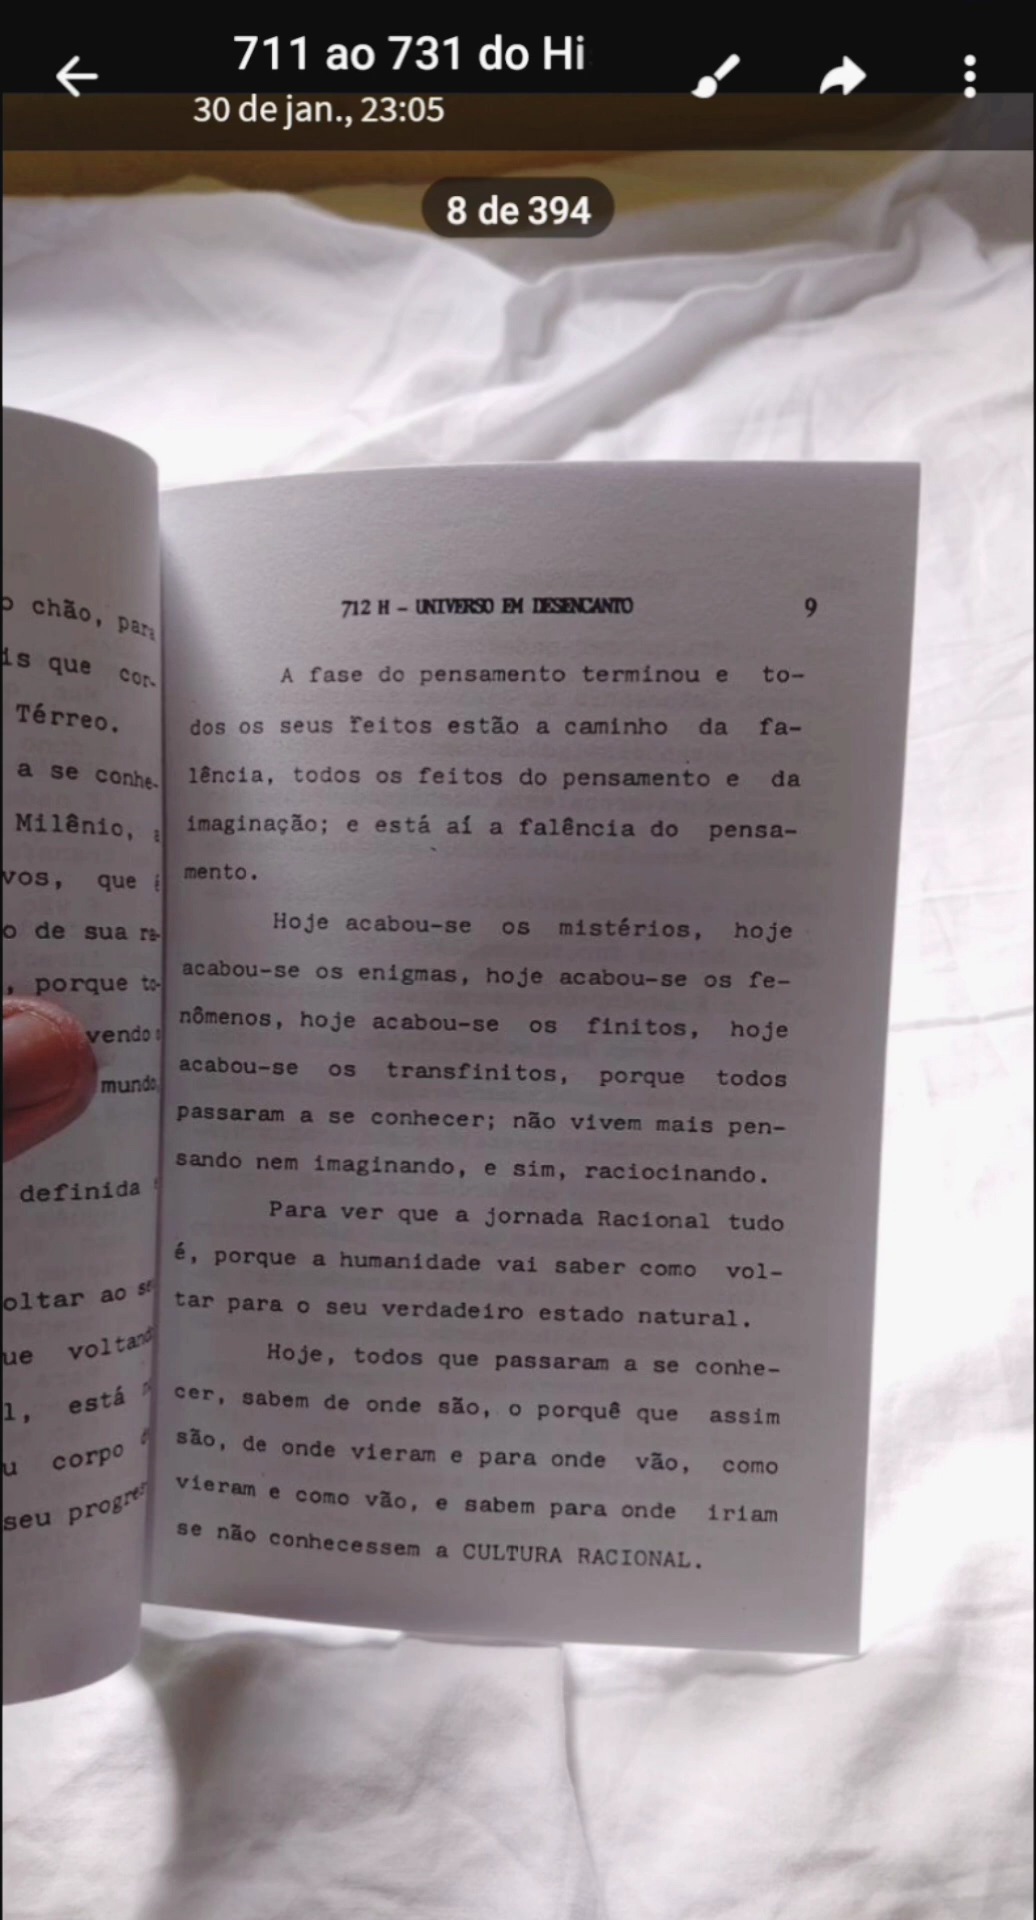 711 ao 731 do Hi
30 de jan., 23:05
8 de 394
chão,
is que
Térreo.
a se conhe-
Milênio,
vos, que
o de sua
, porque to-
vendo
mundo,
definida
oltar ao
ue voltand
l, está
u corpo
seu progre
712 H - UNIVERSO EM DESENCANTO 9
A fase do pensamento terminou e to-
dos os seus feitos estão a caminho da fa-
lência, todos os feitos do pensamento e da
imaginação; e está aí a falência do pensa-
mento.
Hoje acabou-se os mistérios, hoje
acabou-se os enigmas, hoje acabou-se os fe-
nômenos, hoje acabou-se os finitos, hoje
acabou-se os transfinitos, porque todos
passaram a se conhecer; não vivem mais pen-
sando nem imaginando, e sim, raciocinando.
Para ver que a jornada Racional tudo
é, porque a humanidade vai saber como vol-
tar para o seu verdadeiro estado natural.
Hoje, todos que passaram a se conhe-
cer, sabem de onde são, o porquê que assim
são, de onde vieram e para onde vão, como
vieram e como vão, e sabem para onde iriam
se não conhecessem a CULTURA RACIONAL.